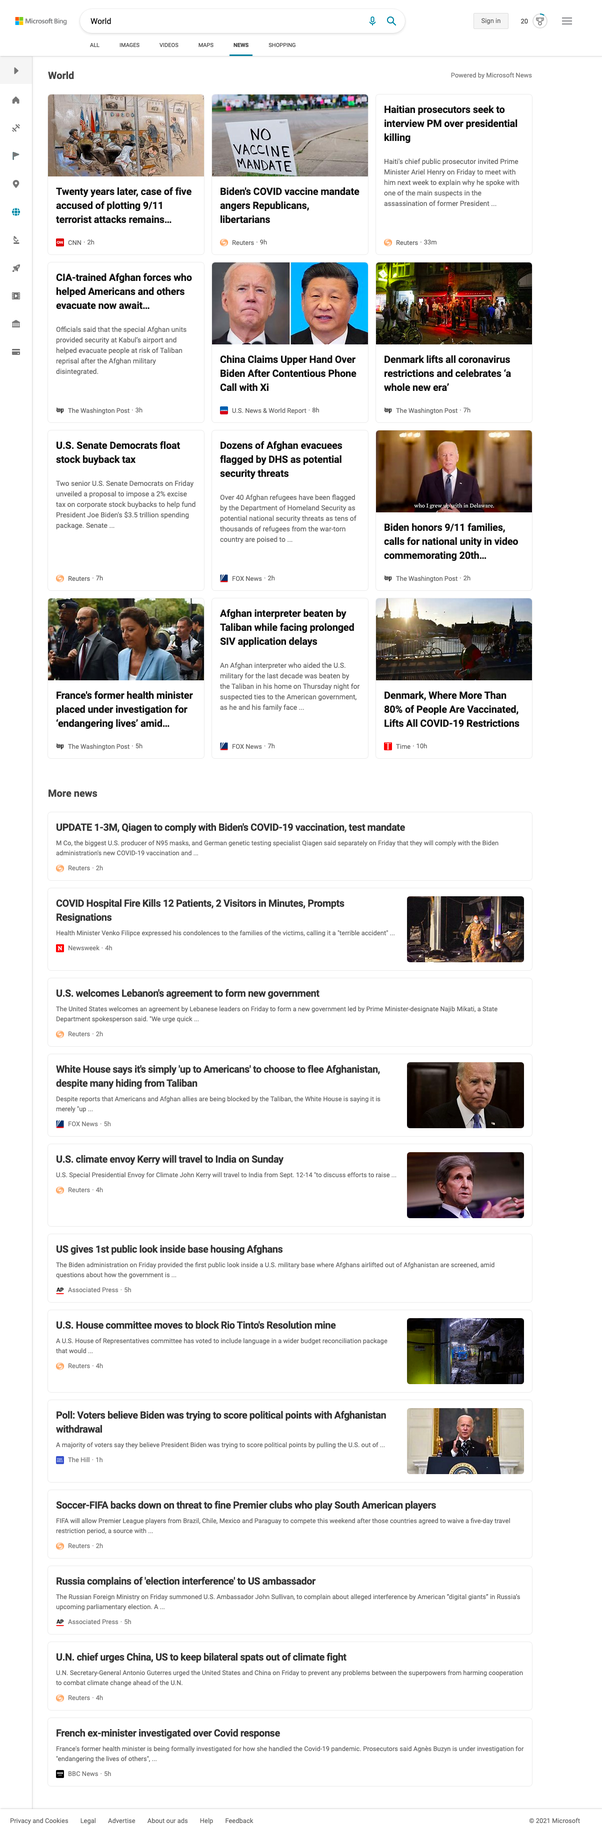 Microsoft Bing
World
Sign in
20
ALL
IMAGES
VIDEOS
MAPS
NEWS
SHOPPING
World
Powered by Microsoft News
NO
VACCINE
MANDATE
Twenty years later, case of five
accused of plotting 9/11
terrorist attacks remains...
CNN · 2h
Biden's COVID vaccine mandate
angers Republicans,
libertarians
Reuters · 9h
Haitian prosecutors seek to
interview PM over presidential
killing
Haiti's chief public prosecutor invited Prime
Minister Ariel Henry on Friday to meet with
him next week to explain why he spoke with
one of the main suspects in the
assassination of former President ...
Reuters · 33m
CIA-trained Afghan forces who
helped Americans and others
evacuate now await...
Officials said that the special Afghan units
provided security at Kabul's airport and
helped evacuate people at risk of Taliban
reprisal after the Afghan military
disintegrated.
wp The Washington Post · 3h
China Claims Upper Hand Over
Biden After Contentious Phone
Call with Xi
U.S. News & World Report · 8h
Denmark lifts all coronavirus
restrictions and celebrates ‘a
whole new era’
wp The Washington Post · 7h
U.S. Senate Democrats float
stock buyback tax
Two senior U.S. Senate Democrats on Friday
unveiled a proposal to impose a 2% excise
tax on corporate stock buybacks to help fund
President Joe Biden's $3.5 trillion spending
package. Senate ...
Reuters · 7h
Dozens of Afghan evacuees
flagged by DHS as potential
security threats
Over 40 Afghan refugees have been flagged
by the Department of Homeland Security as
potential national security threats as tens of
thousands of refugees from the war-torn
country are poised to ...
FOX News · 2h
who I grew up with in Delaware.
Biden honors 9/11 families,
calls for national unity in video
commemorating 20th...
wp The Washington Post · 2h
France's former health minister
placed under investigation for
‘endangering lives’ amid...
wp The Washington Post · 5h
Afghan interpreter beaten by
Taliban while facing prolonged
SIV application delays
An Afghan interpreter who aided the U.S.
military for the last decade was beaten by
the Taliban in his home on Thursday night for
suspected ties to the American government,
as he and his family face ...
FOX News · 7h
Denmark, Where More Than
80% of People Are Vaccinated,
Lifts All COVID-19 Restrictions
Time · 10h
More news
UPDATE 1-3M, Qiagen to comply with Biden's COVID-19 vaccination, test mandate
M Co, the biggest U.S. producer of N95 masks, and German genetic testing specialist Qiagen said separately on Friday that they will comply with the Biden
administration's new COVID-19 vaccination and ...
Reuters · 2h
COVID Hospital Fire Kills 12 Patients, 2 Visitors in Minutes, Prompts
Resignations
Health Minister Venko Filipce expressed his condolences to the families of the victims, calling it a "terrible accident" ...
N Newsweek · 4h
U.S. welcomes Lebanon's agreement to form new government
The United States welcomes an agreement by Lebanese leaders on Friday to form a new government led by Prime Minister-designate Najib Mikati, a State
Department spokesperson said. "We urge quick ...
Reuters · 2h
White House says it's simply 'up to Americans' to choose to flee Afghanistan,
despite many hiding from Taliban
Despite reports that Americans and Afghan allies are being blocked by the Taliban, the White House is saying it is
merely "up ...
FOX News · 5h
U.S. climate envoy Kerry will travel to India on Sunday
U.S. Special Presidential Envoy for Climate John Kerry will travel to India from Sept. 12-14 "to discuss efforts to raise ...
Reuters · 4h
US gives 1st public look inside base housing Afghans
The Biden administration on Friday provided the first public look inside a U.S. military base where Afghans airlifted out of Afghanistan are screened, amid
questions about how the government is ...
AP Associated Press · 5h
U.S. House committee moves to block Rio Tinto's Resolution mine
A U.S. House of Representatives committee has voted to include language in a wider budget reconciliation package
that would ...
Reuters · 4h
Poll: Voters believe Biden was trying to score political points with Afghanistan
withdrawal
A majority of voters say they believe President Biden was trying to score political points by pulling the U.S. out of ...
The Hill · 1h
Soccer-FIFA backs down on threat to fine Premier clubs who play South American players
FIFA will allow Premier League players from Brazil, Chile, Mexico and Paraguay to compete this weekend after those countries agreed to waive a five-day travel
restriction period, a source with ...
Reuters · 2h
Russia complains of 'election interference' to US ambassador
The Russian Foreign Ministry on Friday summoned U.S. Ambassador John Sullivan, to complain about alleged interference by American “digital giants” in Russia's
upcoming parliamentary election. A ...
AP Associated Press · 5h
U.N. chief urges China, US to keep bilateral spats out of climate fight
U.N. Secretary-General Antonio Guterres urged the United States and China on Friday to prevent any problems between the superpowers from harming cooperation
to combat climate change ahead of the U.N.
Reuters · 4h
French ex-minister investigated over Covid response
France's former health minister is being formally investigated for how she handled the Covid-19 pandemic. Prosecutors said Agnès Buzyn is under investigation for
"endangering the lives of others", ...
BBC News · 5h
Privacy and Cookies
Legal
Advertise
About our ads
Help
Feedback
© 2021 Microsoft